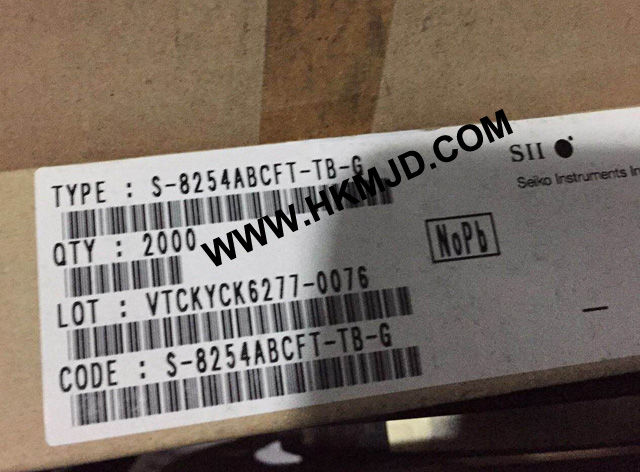 TYPE : S-8254ABCFT-TB-G
QTY : 2000
LOT : VTCKYCK6277-0076
CODE : S-8254ABCFT-TB-G
SII
Seiko Instruments In
NoPb
WWW.HKMJD.COM